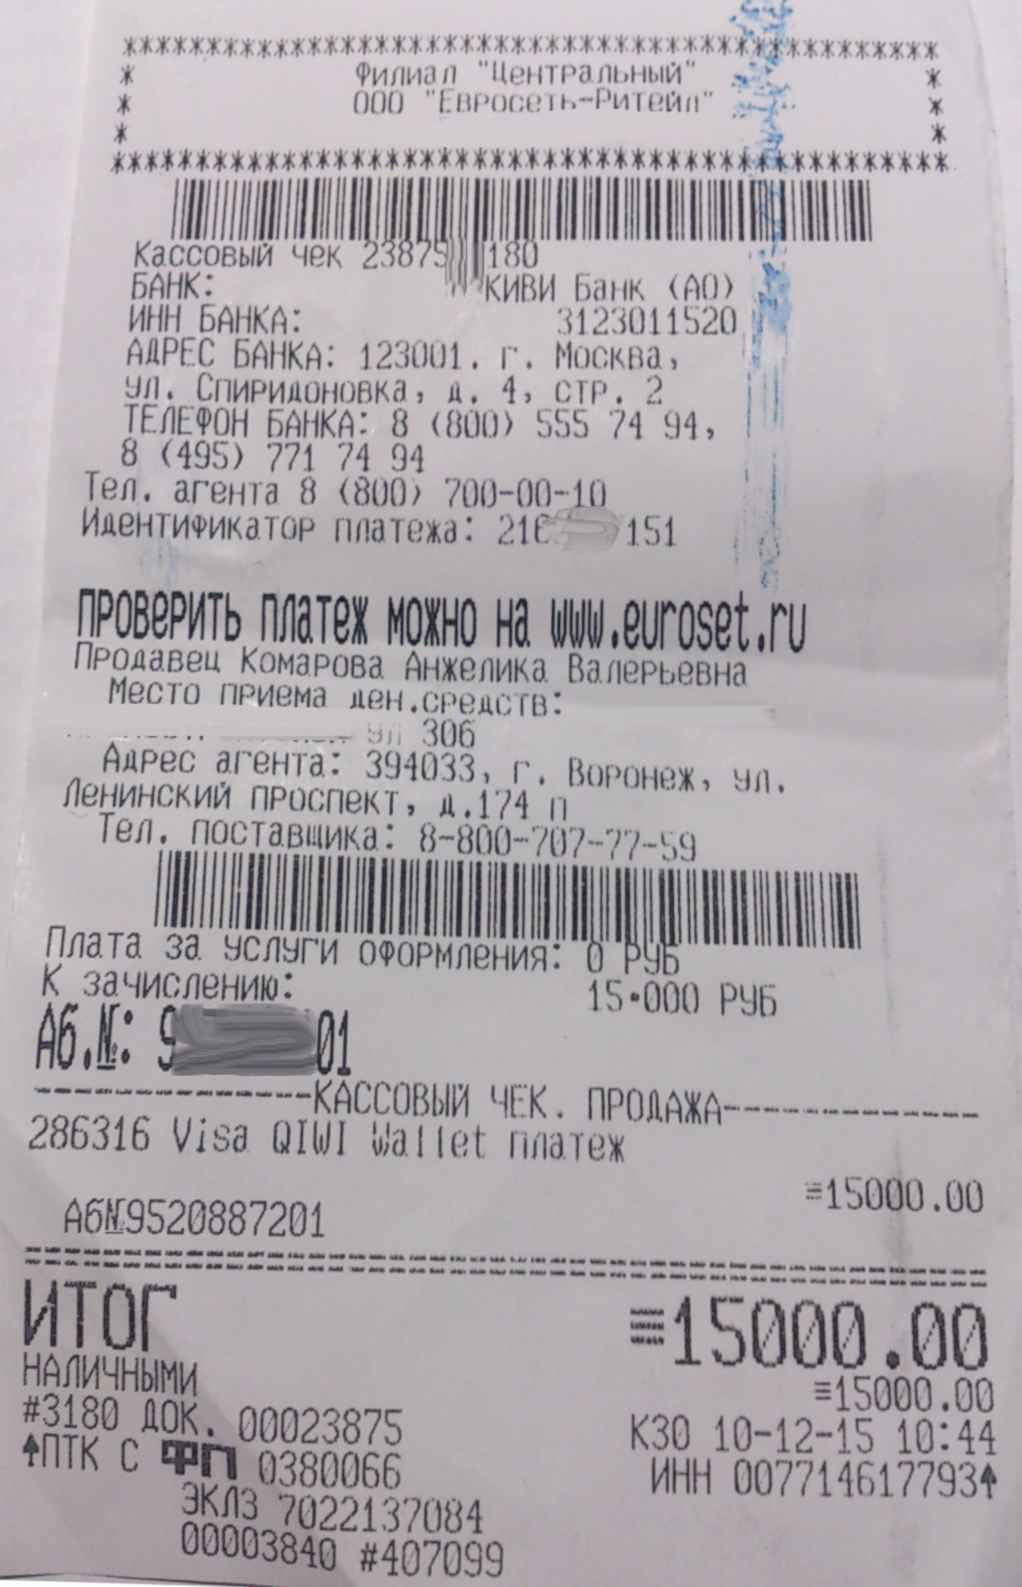 ****************************************************
* Филиал "Центральный" *
* ООО "Евросеть-Ритейл" *
* *
****************************************************
Кассовый чек 23875 180
БАНК: КИВИ Банк (АО)
ИНН БАНКА: 3123011520
АДРЕС БАНКА: 123001. г. Москва,
ул. Спиридоновка, д. 4, стр. 2
ТЕЛЕФОН БАНКА: 8 (800) 555 74 94,
8 (495) 771 74 94
Тел. агента 8 (800) 700-00-10
Идентификатор платежа: 216 151
ПРОВЕРИТЬ ПЛАТЕЖ МОЖНО НА www.euroset.ru
Продавец Комарова Анжелика Валерьевна
Место приема ден.средств:
ул 306
Адрес агента: 394033, г. Воронеж, ул.
Ленинский проспект, д.174 п
Тел. поставщика: 8-800-707-77-59
Плата за услуги оформления: 0 РУБ
К зачислению: 15·000 РУБ
Аб.№: 9 01
------------КАССОВЫЙ ЧЕК. ПРОДАЖА------------
286316 Visa QIWI Wallet платеж
≡15000.00
Аб№9520887201
ИТОГ ≡15000.00
НАЛИЧНЫМИ ≡15000.00
#3180 ДОК. 00023875 К30 10-12-15 10:44
↑ПТК С ФП 0380066 ИНН 007714617793↑
ЭКЛЗ 7022137084
00003840 #407099